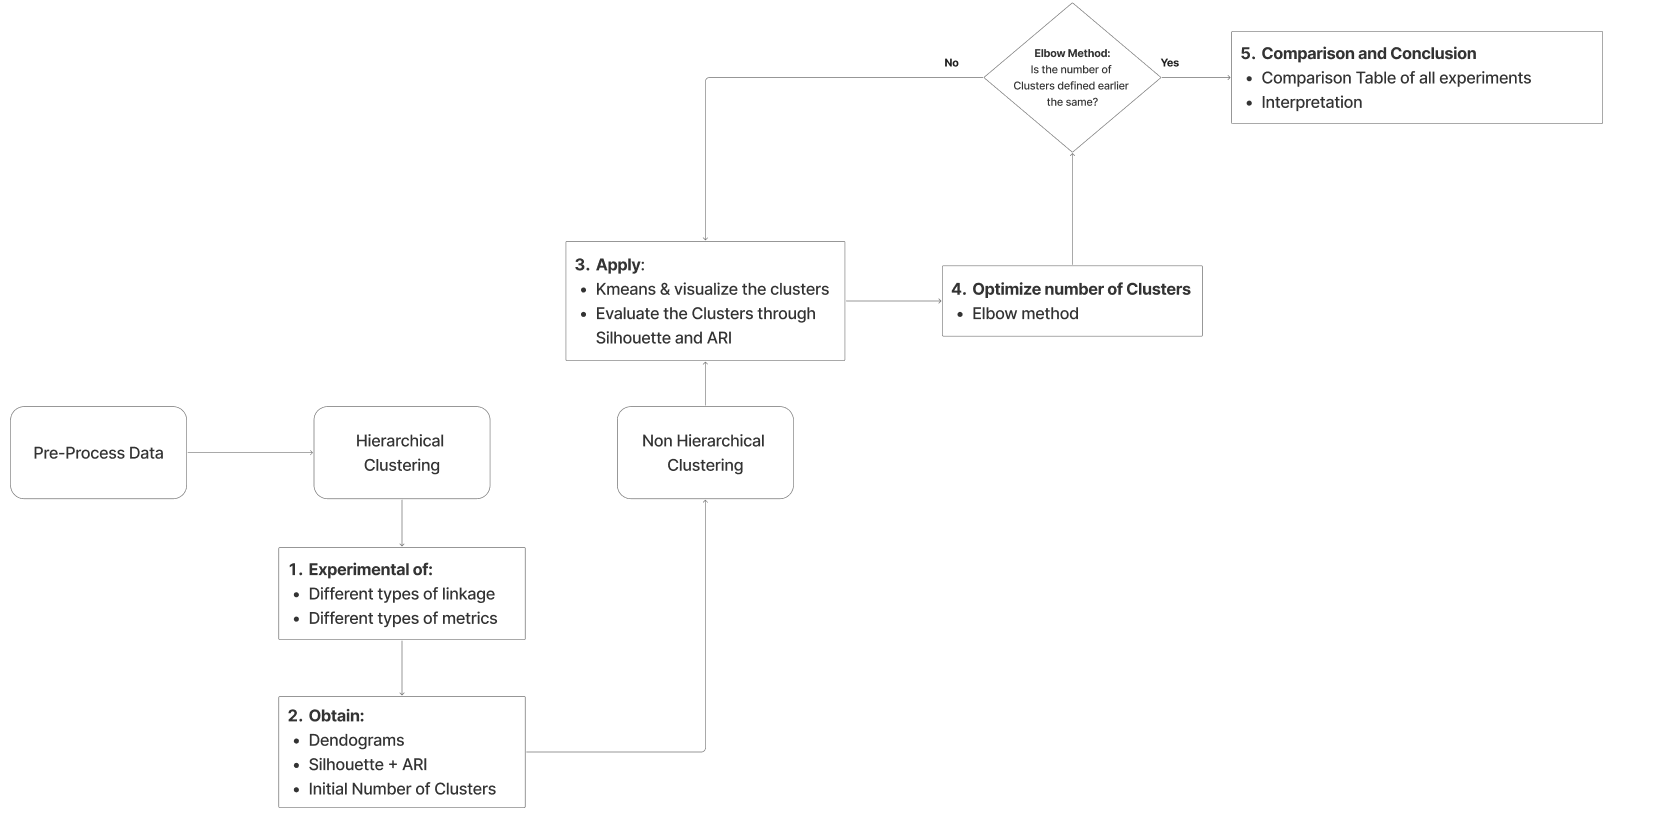 Pre-Process Data
Hierarchical
Clustering
1. Experimental of:
• Different types of linkage
• Different types of metrics
2. Obtain:
• Dendograms
• Silhouette + ARI
• Initial Number of Clusters
Non Hierarchical
Clustering
3. Apply:
• Kmeans & visualize the clusters
• Evaluate the Clusters through
Silhouette and ARI
4. Optimize number of Clusters
• Elbow method
Elbow Method:
Is the number of
Clusters defined earlier
the same?
No
Yes
5. Comparison and Conclusion
• Comparison Table of all experiments
• Interpretation